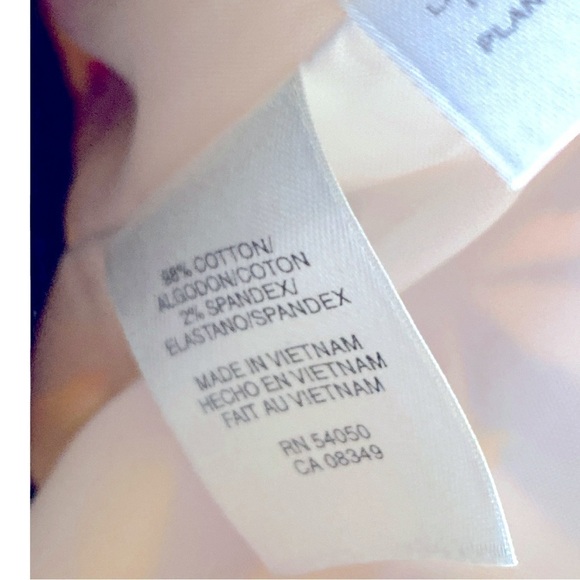 98% COTTON/
ALGODON/COTON
2% SPANDEX/
ELASTANO/SPANDEX
MADE IN VIETNAM
HECHO EN VIETNAM
FAIT AU VIETNAM
RN 54050
CA 08349